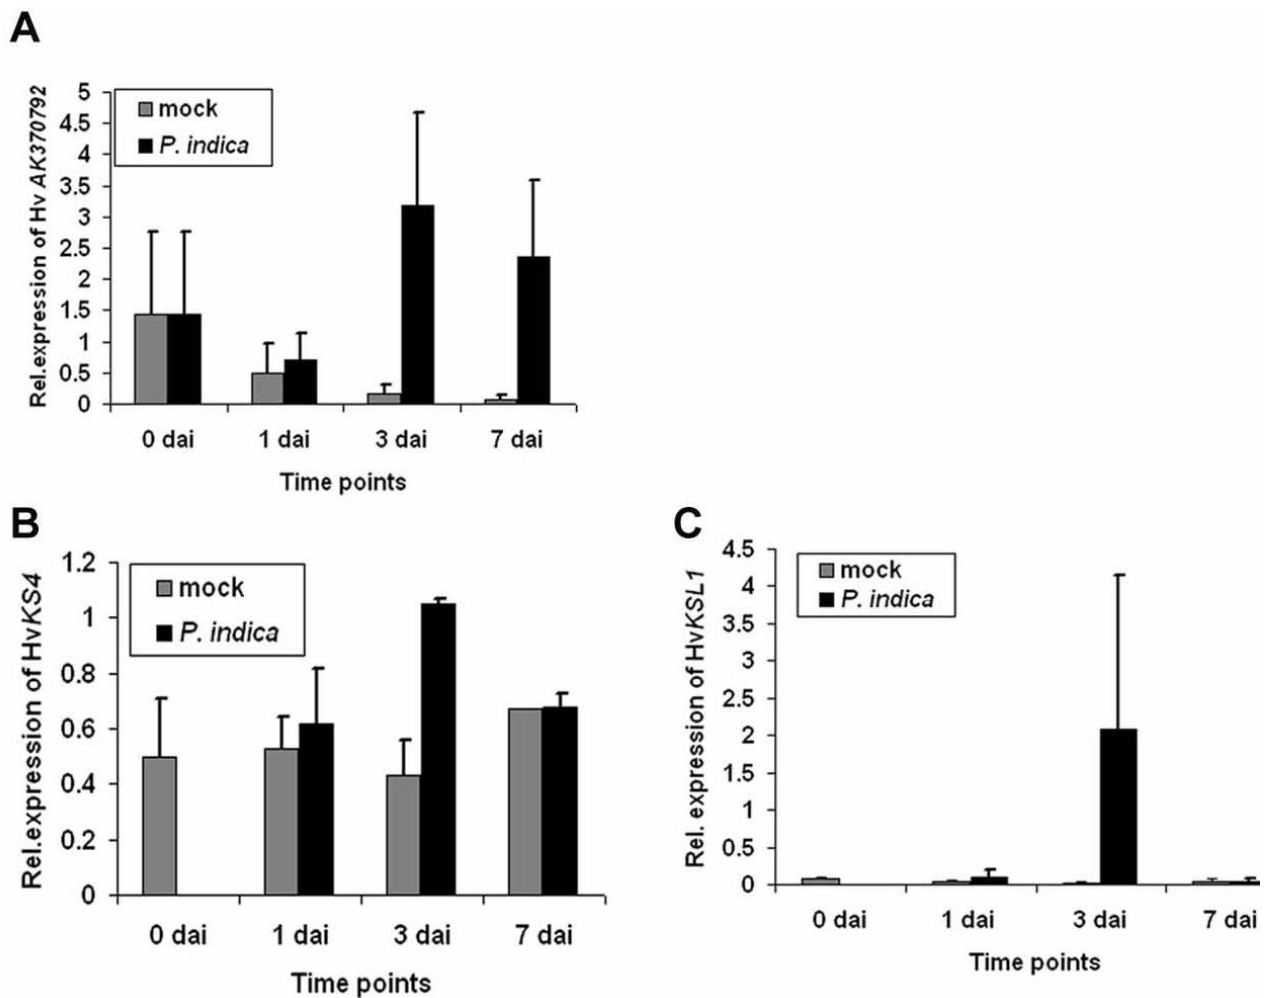 A
Rel.expression of Hv AK370792
5
4.5
4
3.5
3
2.5
2
1.5
1
0.5
0
mock
P. indica
0 dai 1 dai 3 dai 7 dai
Time points
B
Rel.expression of HvKS4
1.2
1
0.8
0.6
0.4
0.2
0
mock
P. indica
0 dai 1 dai 3 dai 7 dai
Time points
C
Rel. expression of HvKSL1
4.5
4
3.5
3
2.5
2
1.5
1
0.5
0
mock
P. indica
0 dai 1 dai 3 dai 7 dai
Time points